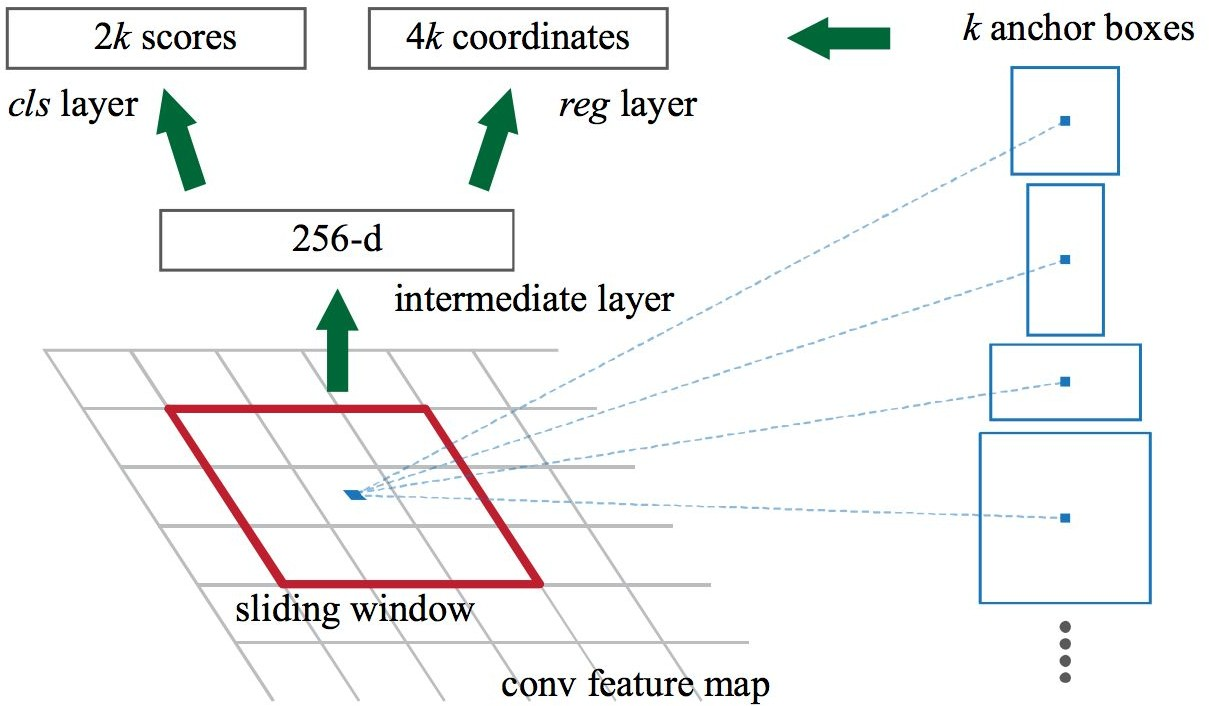 2k scores
4k coordinates
k anchor boxes
cls layer
reg layer
256-d
intermediate layer
sliding window
conv feature map